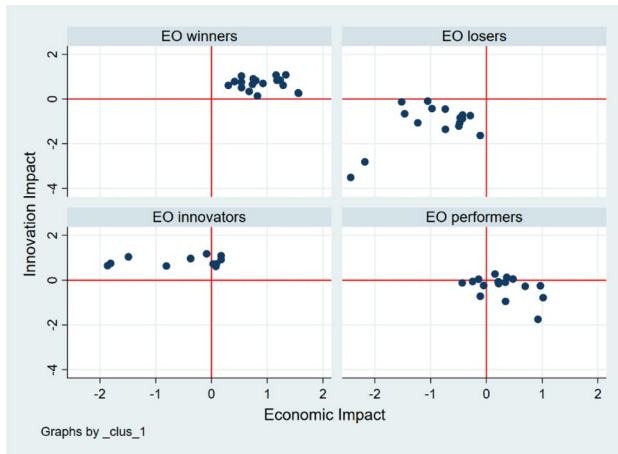 EO winners
EO losers
2
0
-2
-4
EO innovators
EO performers
2
0
-2
-4
-2
-1
0
1
2
-2
-1
0
1
2
Innovation Impact
Economic Impact
Graphs by _clus_1